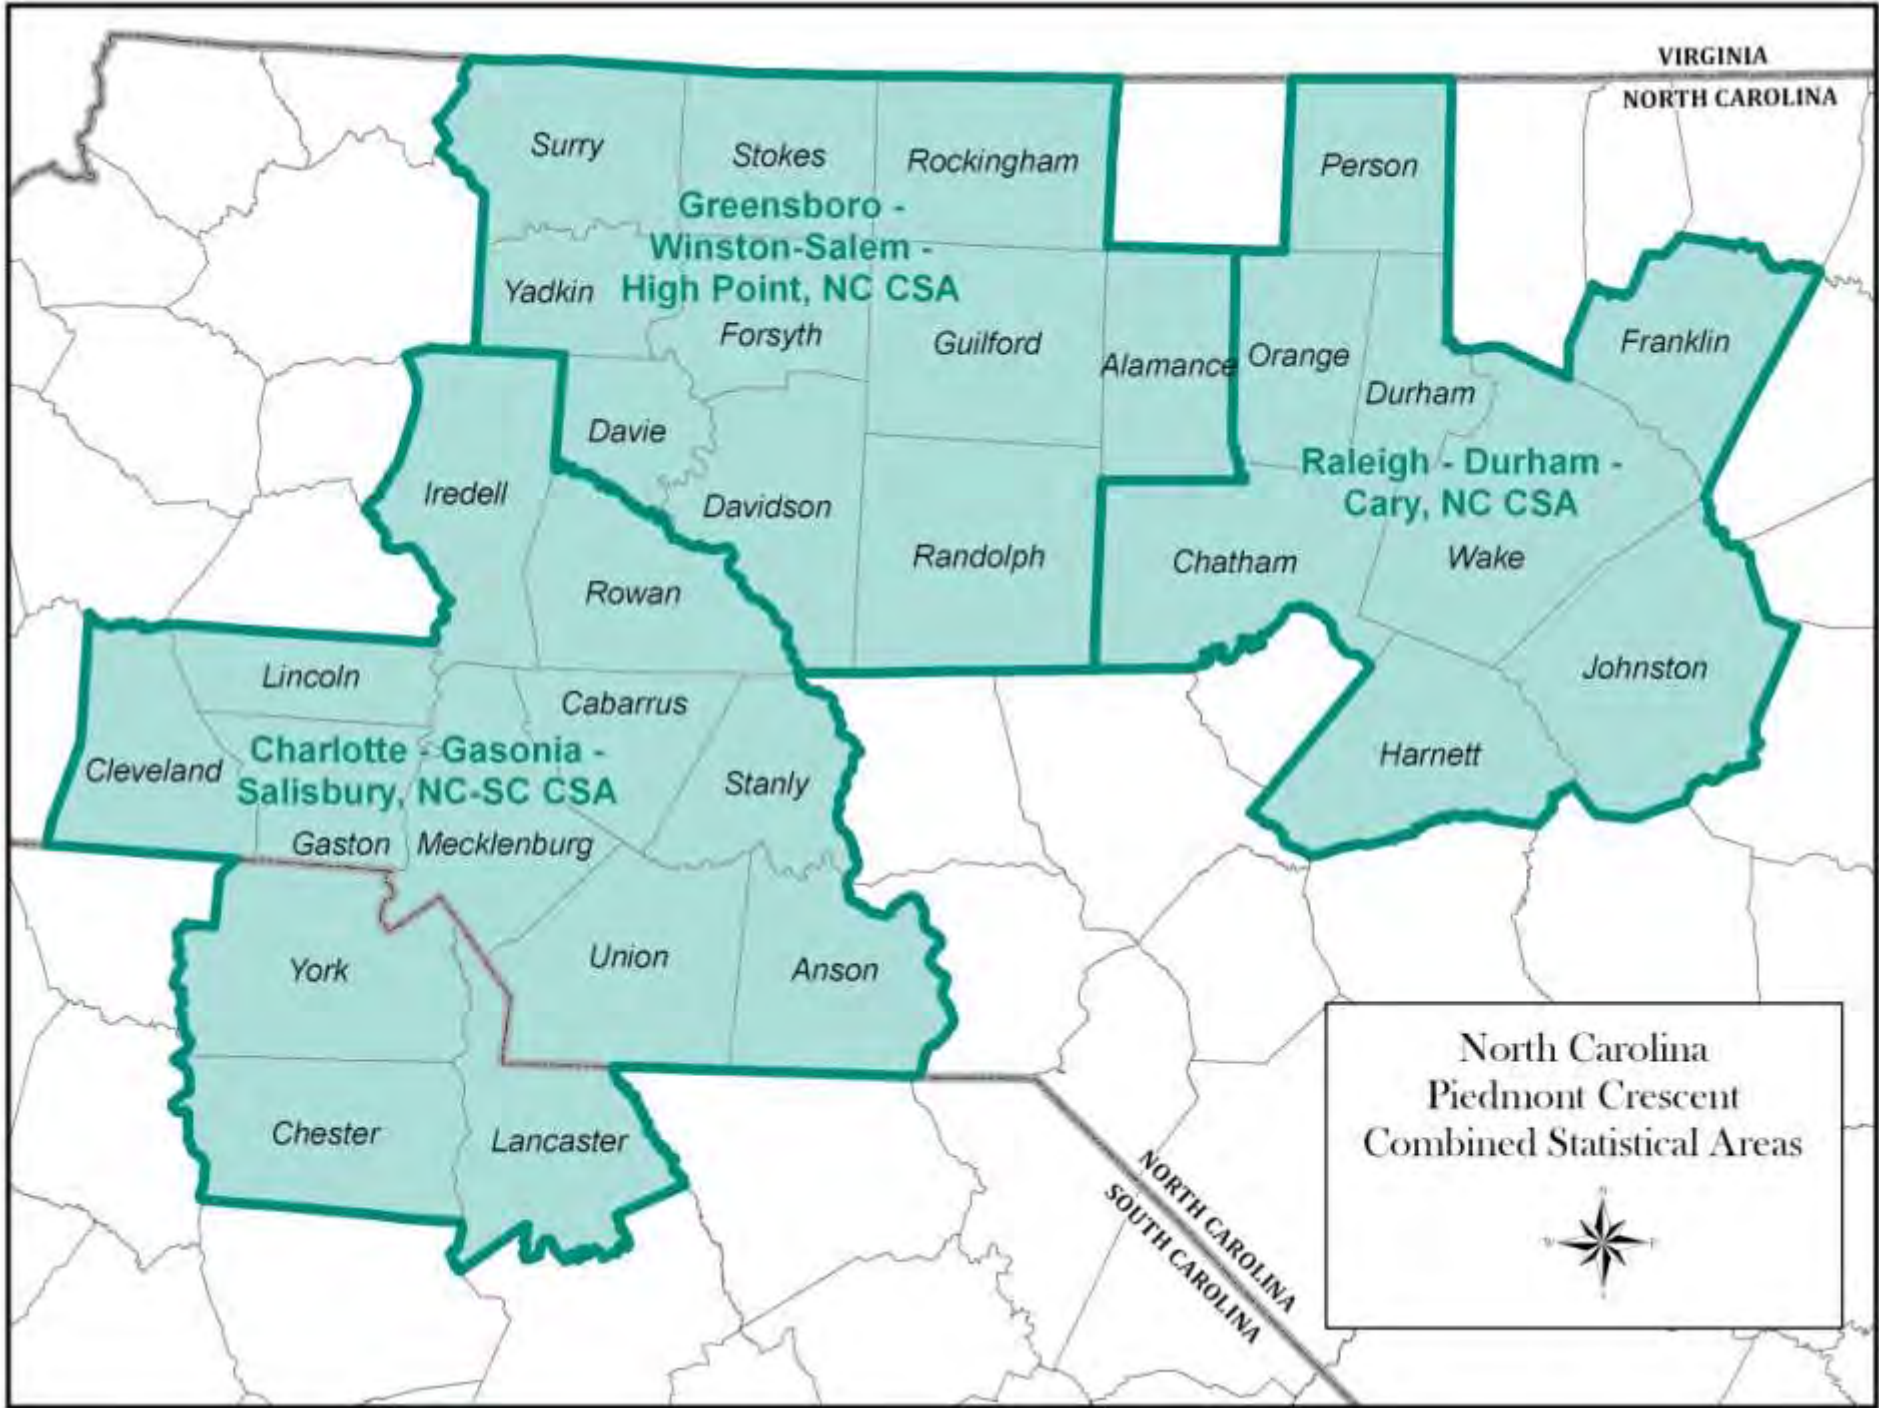 VIRGINIA
NORTH CAROLINA
Surry
Stokes
Rockingham
Person
Greensboro -
Winston-Salem -
High Point, NC CSA
Yadkin
Forsyth
Guilford
Alamance
Orange
Durham
Franklin
Davie
Iredell
Davidson
Raleigh - Durham -
Cary, NC CSA
Randolph
Chatham
Wake
Rowan
Johnston
Lincoln
Cabarrus
Harnett
Cleveland
Charlotte - Gasonia -
Salisbury, NC-SC CSA
Stanly
Gaston
Mecklenburg
York
Union
Anson
Chester
Lancaster
NORTH CAROLINA
SOUTH CAROLINA
North Carolina
Piedmont Crescent
Combined Statistical Areas